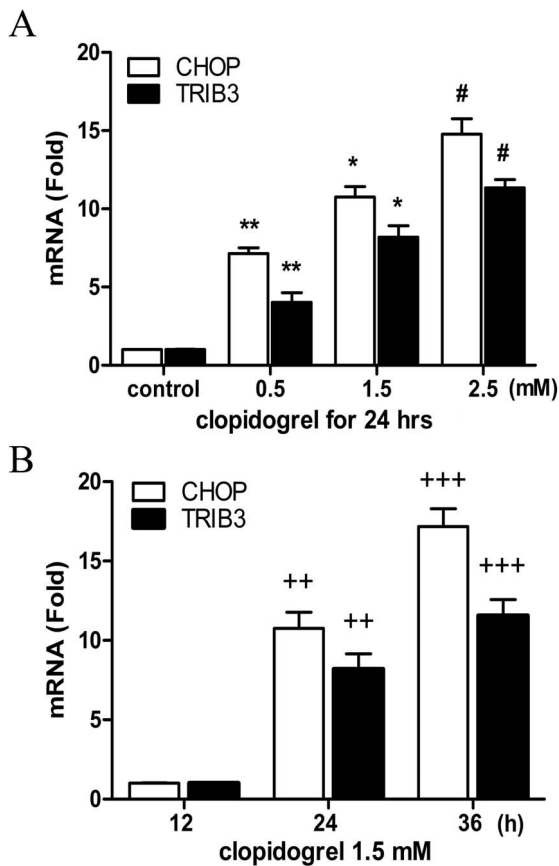 A
20
15
10
5
0
mRNA (Fold)
CHOP
TRIB3
**
**
*
*
#
#
control 0.5 1.5 2.5 (mM)
clopidogrel for 24 hrs
B
20
15
10
5
0
mRNA (Fold)
CHOP
TRIB3
++
++
+++
+++
12 24 36 (h)
clopidogrel 1.5 mM